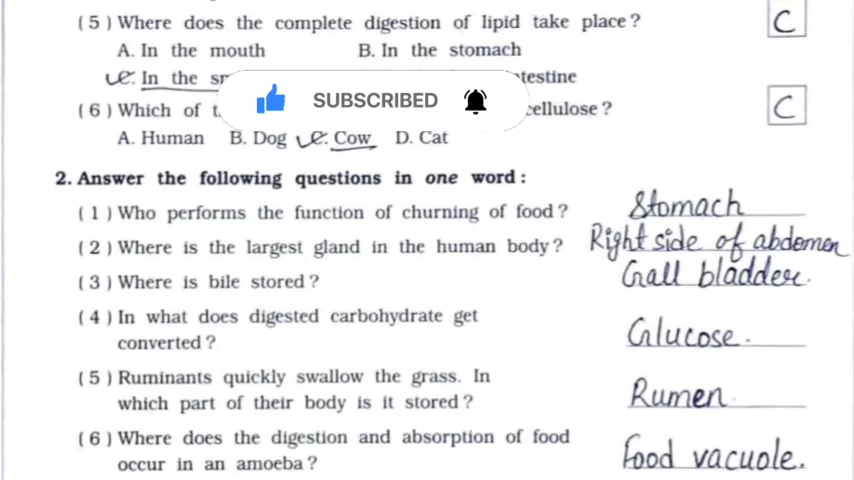 (5) Where does the complete digestion of lipid take place? C
A. In the mouth B. In the stomach
C. In the estine
SUBSCRIBED
(6) Which of cellulose? C
A. Human B. Dog C. Cow D. Cat
2. Answer the following questions in one word:
(1) Who performs the function of churning of food? Stomach
(2) Where is the largest gland in the human body? Right side of abdomen
(3) Where is bile stored? Gall bladder.
(4) In what does digested carbohydrate get
converted? Glucose.
(5) Ruminants quickly swallow the grass. In
which part of their body is it stored? Rumen
(6) Where does the digestion and absorption of food
occur in an amoeba? Food vacuole.